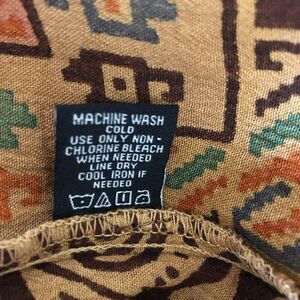 MACHINE WASH
COLD
USE ONLY NON-
CHLORINE BLEACH
WHEN NEEDED
LINE DRY
COOL IRON IF
NEEDED